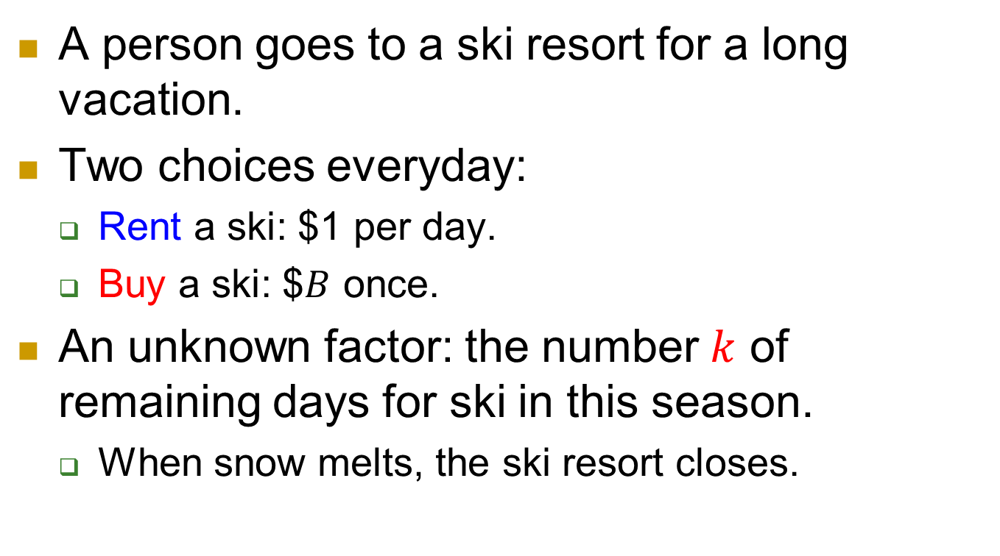 A person goes to a ski resort for a long
vacation.
Two choices everyday:
Rent a ski: $1 per day.
Buy a ski: $B once.
An unknown factor: the number k of
remaining days for ski in this season.
When snow melts, the ski resort closes.